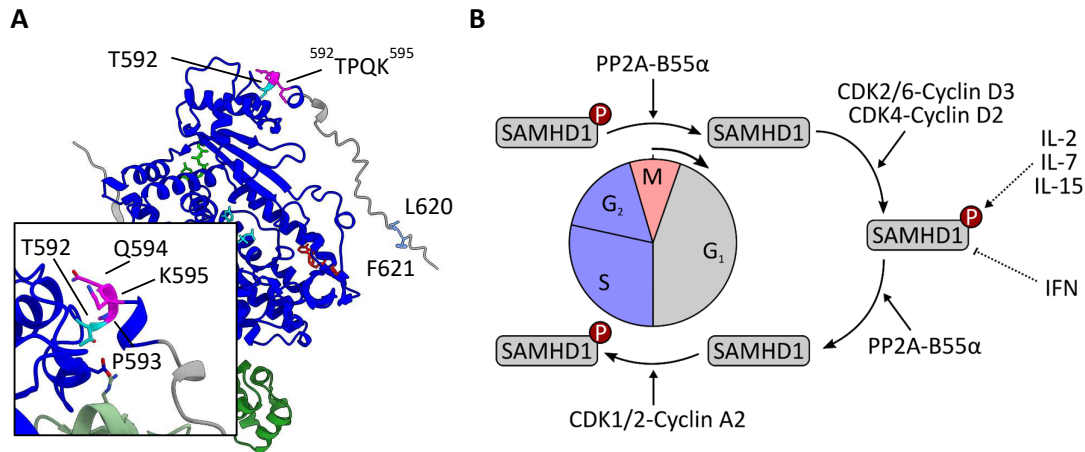 A
T592
⁵⁹²TPQK⁵⁹⁵
L620
F621
T592
Q594
K595
P593
B
PP2A-B55α
CDK2/6-Cyclin D3
CDK4-Cyclin D2
SAMHD1
P
SAMHD1
IL-2
IL-7
IL-15
M
G₂
G₁
S
SAMHD1
P
IFN
SAMHD1
P
SAMHD1
PP2A-B55α
CDK1/2-Cyclin A2